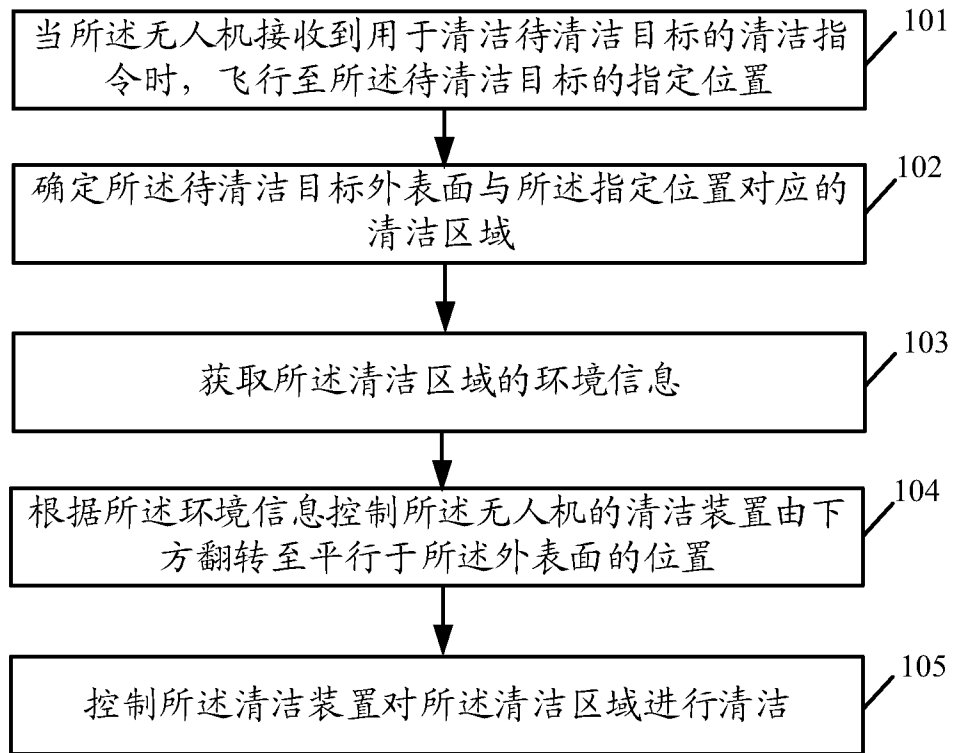 当所述无人机接收到用于清洁待清洁目标的清洁指
令时，飞行至所述待清洁目标的指定位置
101
确定所述待清洁目标外表面与所述指定位置对应的
清洁区域
102
获取所述清洁区域的环境信息
103
根据所述环境信息控制所述无人机的清洁装置由下
方翻转至平行于所述外表面的位置
104
控制所述清洁装置对所述清洁区域进行清洁
105